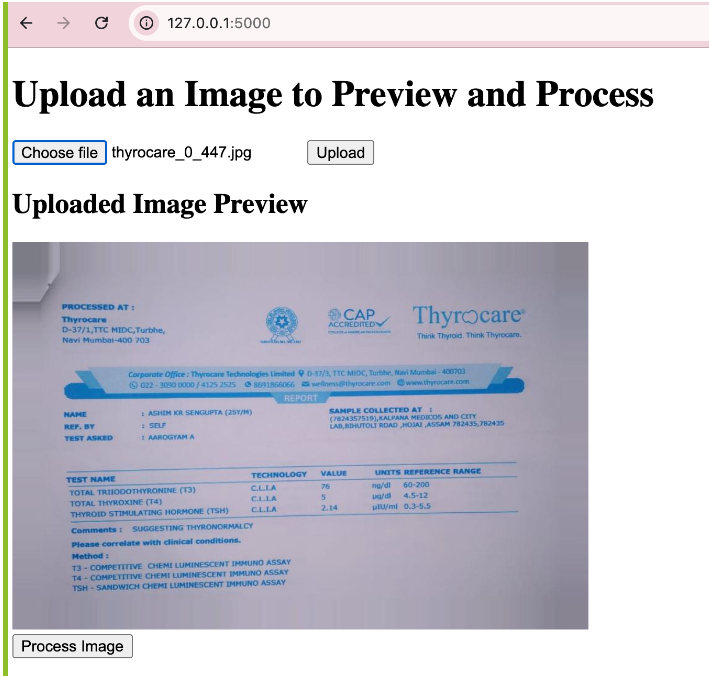 127.0.0.1:5000
Upload an Image to Preview and Process
Choose file thyrocare_0_447.jpg Upload
Uploaded Image Preview
PROCESSED AT :
Thyrocare
D-37/1,TTC MIDC,Turbhe,
Navi Mumbai-400 703
CAP
ACCREDITED
Thyrocare
Think Thyroid. Think Thyrocare.
Corporate Office : Thyrocare Technologies Limited D-37/1, TTC MIDC, Turbhe, Navi Mumbai - 400703
022 - 3090 0000 / 4125 2525 8691866066 wellness@thyrocare.com www.thyrocare.com
REPORT
NAME : ASHIM KR SENGUPTA (25Y/M)
REF. BY : SELF
TEST ASKED : AAROGYAM A
SAMPLE COLLECTED AT :
(7824357519),KALPANA MEDICOS AND CITY
LAB,BIHUTOLI ROAD ,HOJAI ,ASSAM 782435,782435
TEST NAME TECHNOLOGY VALUE UNITS REFERENCE RANGE
TOTAL TRIIODOTHYRONINE (T3) C.L.I.A 76 ng/dl 60-200
TOTAL THYROXINE (T4) C.L.I.A 5 µg/dl 4.5-12
THYROID STIMULATING HORMONE (TSH) C.L.I.A 2.14 µIU/ml 0.3-5.5
Comments : SUGGESTING THYRONORMALCY
Please correlate with clinical conditions.
Method :
T3 - COMPETITIVE CHEMI LUMINESCENT IMMUNO ASSAY
T4 - COMPETITIVE CHEMI LUMINESCENT IMMUNO ASSAY
TSH - SANDWICH CHEMI LUMINESCENT IMMUNO ASSAY
Process Image